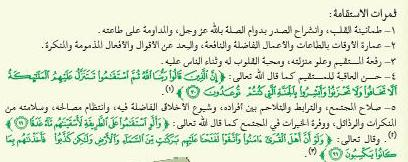 ثمرات الاستقامة:
١- طمأنينة القلب، وانشراح الصدر بدوام الصلة بالله عز وجل، والمداومة على طاعته.
٢- عمارة الأوقات بالطاعات والأعمال الفاضلة والنافعة، والبعد عن الأقوال والأفعال المذمومة والمنكرة.
٣- رفعة المستقيم وعلو منزلته، ومحبة القلوب له وثناء الناس عليه.
٤- حسن العاقبة للمستقيم كما قال الله تعالى: ﴿إِنَّ الَّذِينَ قَالُوا رَبُّنَا اللَّهُ ثُمَّ اسْتَقَامُوا تَتَنَزَّلُ عَلَيْهِمُ الْمَلَائِكَةُ
أَلَّا تَخَافُوا وَلَا تَحْزَنُوا وَأَبْشِرُوا بِالْجَنَّةِ الَّتِي كُنتُمْ تُوعَدُونَ ﴾
٥- صلاح المجتمع، والترابط والتلاحم بين أفراده، وشيوع الأخلاق الفاضلة فيه، وانتظام مصالحه، وسلامته من
المنكرات والرذائل، ووفرة الخيرات في المجتمع كما قال الله تعالى: ﴿وَأَلَّوِ اسْتَقَامُوا عَلَى الطَّرِيقَةِ لَأَسْقَيْنَاهُم مَّاءً غَدَقًا ﴾
(٢). وقال تعالى: ﴿وَلَوْ أَنَّ أَهْلَ الْقُرَىٰ آمَنُوا وَاتَّقَوْا لَفَتَحْنَا عَلَيْهِم بَرَكَاتٍ مِّنَ السَّمَاءِ وَالْأَرْضِ وَلَٰكِن كَذَّبُوا فَأَخَذْنَاهُم بِمَا
كَانُوا يَكْسِبُونَ ﴾